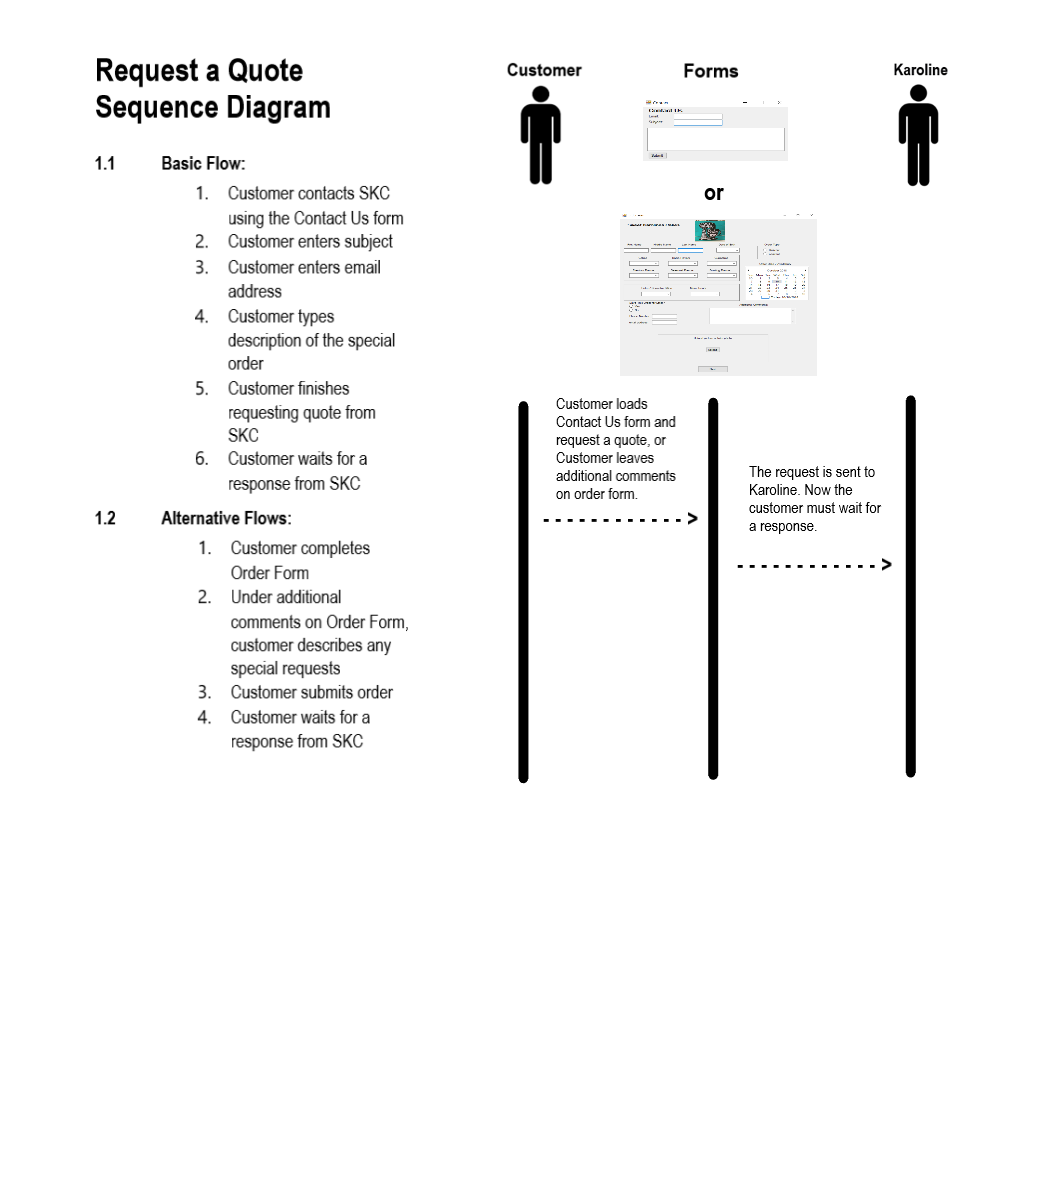 Request a Quote
Sequence Diagram
1.1 Basic Flow:
1. Customer contacts SKC
using the Contact Us form
2. Customer enters subject
3. Customer enters email
address
4. Customer types
description of the special
order
5. Customer finishes
requesting quote from
SKC
6. Customer waits for a
response from SKC
1.2 Alternative Flows:
1. Customer completes
Order Form
2. Under additional
comments on Order Form,
customer describes any
special requests
3. Customer submits order
4. Customer waits for a
response from SKC
Customer
Forms
Karoline
Contact Us
Subject
Submit
or
Customer loads
Contact Us form and
request a quote, or
Customer leaves
additional comments
on order form.
The request is sent to
Karoline. Now the
customer must wait for
a response.